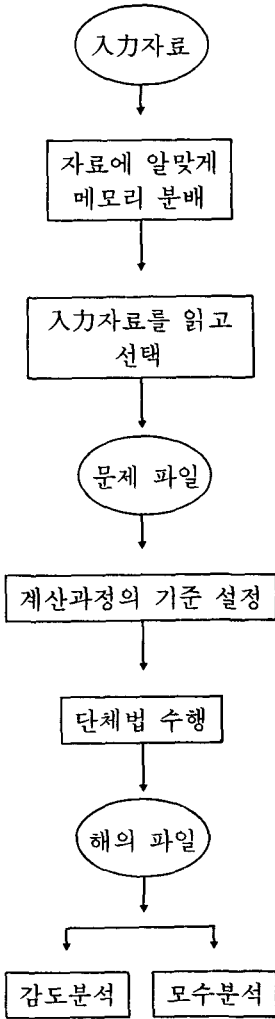 入力자료
자료에 알맞게
메모리 분배
入力자료를 읽고
선택
문제 파일
계산과정의 기준 설정
단체법 수행
해의 파일
감도분석 모수분석